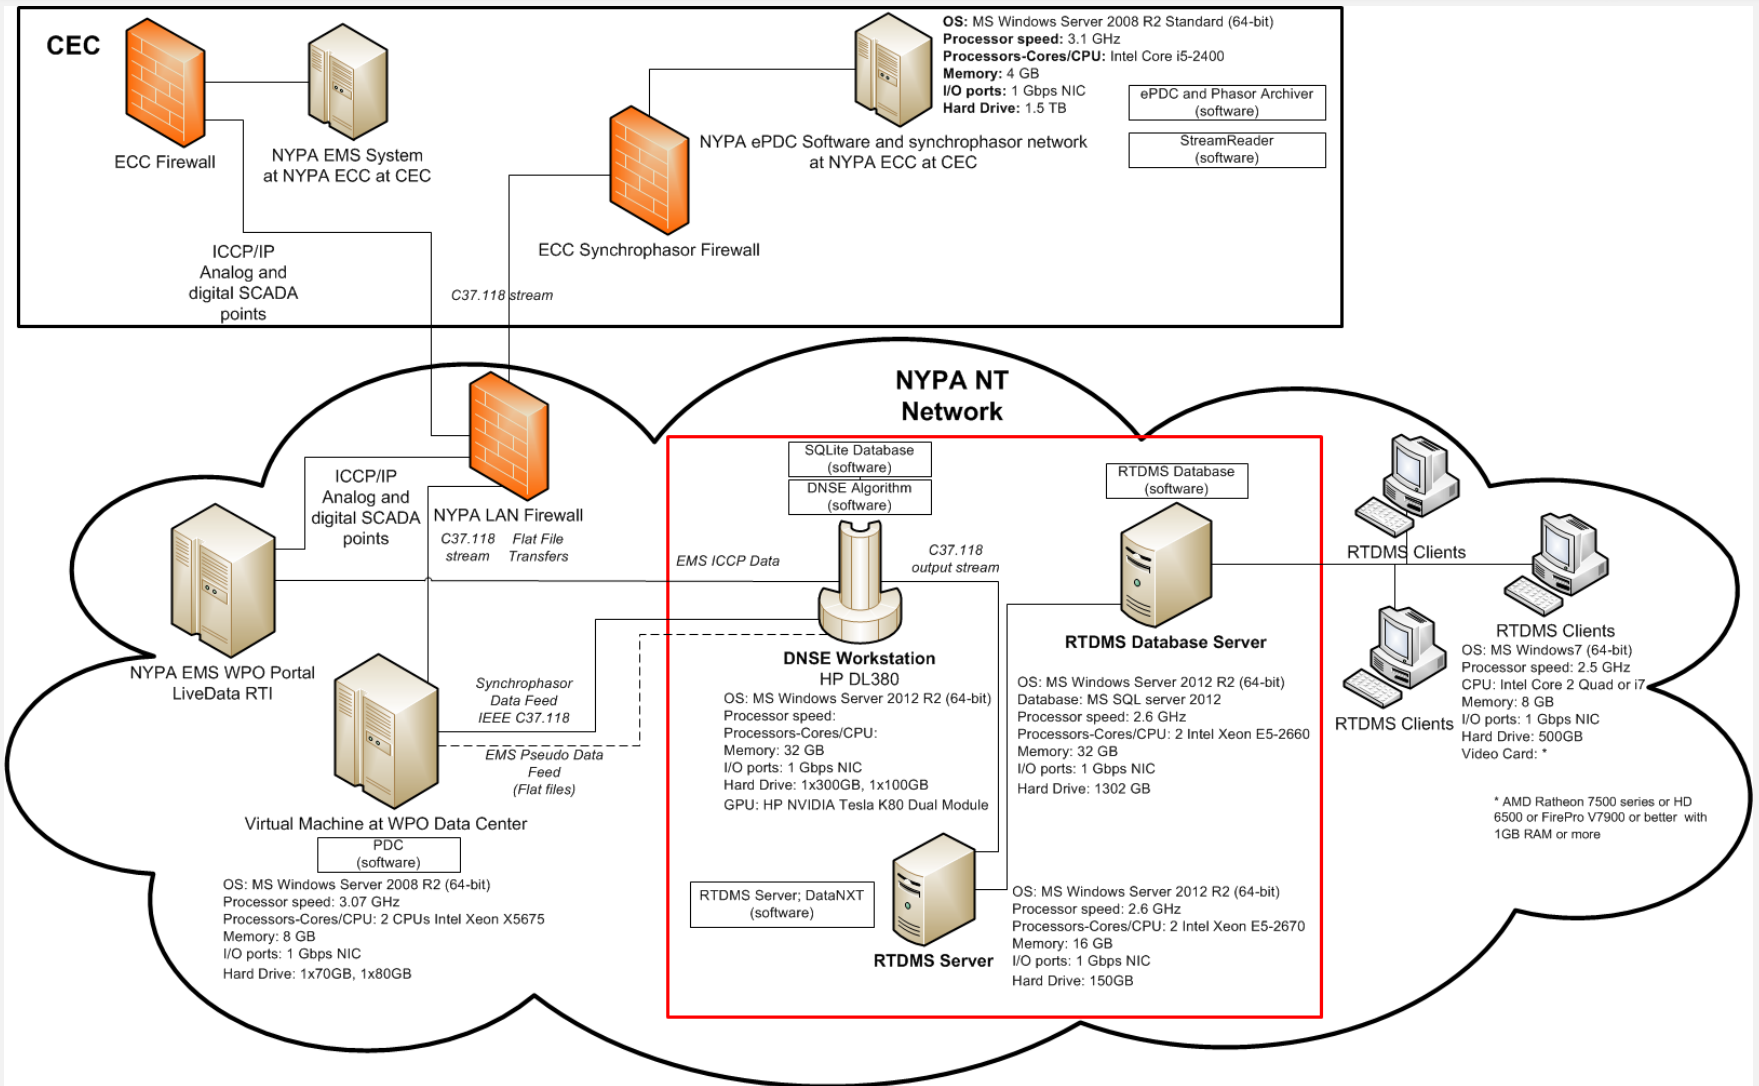 CEC
ECC Firewall
NYPA EMS System
at NYPA ECC at CEC
OS: MS Windows Server 2008 R2 Standard (64-bit)
Processor speed: 3.1 GHz
Processors-Cores/CPU: Intel Core i5-2400
Memory: 4 GB
I/O ports: 1 Gbps NIC
Hard Drive: 1.5 TB
ePDC and Phasor Archiver
(software)
StreamReader
(software)
NYPA ePDC Software and synchrophasor network
at NYPA ECC at CEC
ECC Synchrophasor Firewall
ICCP/IP
Analog and
digital SCADA
points
C37.118 stream
NYPA NT
Network
NYPA LAN Firewall
ICCP/IP
Analog and
digital SCADA
points
C37.118
stream
Flat File
Transfers
NYPA EMS WPO Portal
LiveData RTI
EMS ICCP Data
Synchrophasor
Data Feed
IEEE C37.118
EMS Pseudo Data
Feed
(Flat files)
Virtual Machine at WPO Data Center
PDC
(software)
OS: MS Windows Server 2008 R2 (64-bit)
Processor speed: 3.07 GHz
Processors-Cores/CPU: 2 CPUs Intel Xeon X5675
Memory: 8 GB
I/O ports: 1 Gbps NIC
Hard Drive: 1x70GB, 1x80GB
SQLite Database
(software)
DNSE Algorithm
(software)
C37.118
output stream
DNSE Workstation
HP DL380
OS: MS Windows Server 2012 R2 (64-bit)
Processor speed:
Processors-Cores/CPU:
Memory: 32 GB
I/O ports: 1 Gbps NIC
Hard Drive: 1x300GB, 1x100GB
GPU: HP NVIDIA Tesla K80 Dual Module
RTDMS Database
(software)
RTDMS Database Server
OS: MS Windows Server 2012 R2 (64-bit)
Database: MS SQL server 2012
Processor speed: 2.6 GHz
Processors-Cores/CPU: 2 Intel Xeon E5-2660
Memory: 32 GB
I/O ports: 1 Gbps NIC
Hard Drive: 1302 GB
RTDMS Server; DataNXT
(software)
RTDMS Server
OS: MS Windows Server 2012 R2 (64-bit)
Processor speed: 2.6 GHz
Processors-Cores/CPU: 2 Intel Xeon E5-2670
Memory: 16 GB
I/O ports: 1 Gbps NIC
Hard Drive: 150GB
RTDMS Clients
RTDMS Clients
RTDMS Clients
OS: MS Windows7 (64-bit)
Processor speed: 2.5 GHz
CPU: Intel Core 2 Quad or i7
Memory: 8 GB
I/O ports: 1 Gbps NIC
Hard Drive: 500GB
Video Card: *
* AMD Ratheon 7500 series or HD
6500 or FirePro V7900 or better with
1GB RAM or more